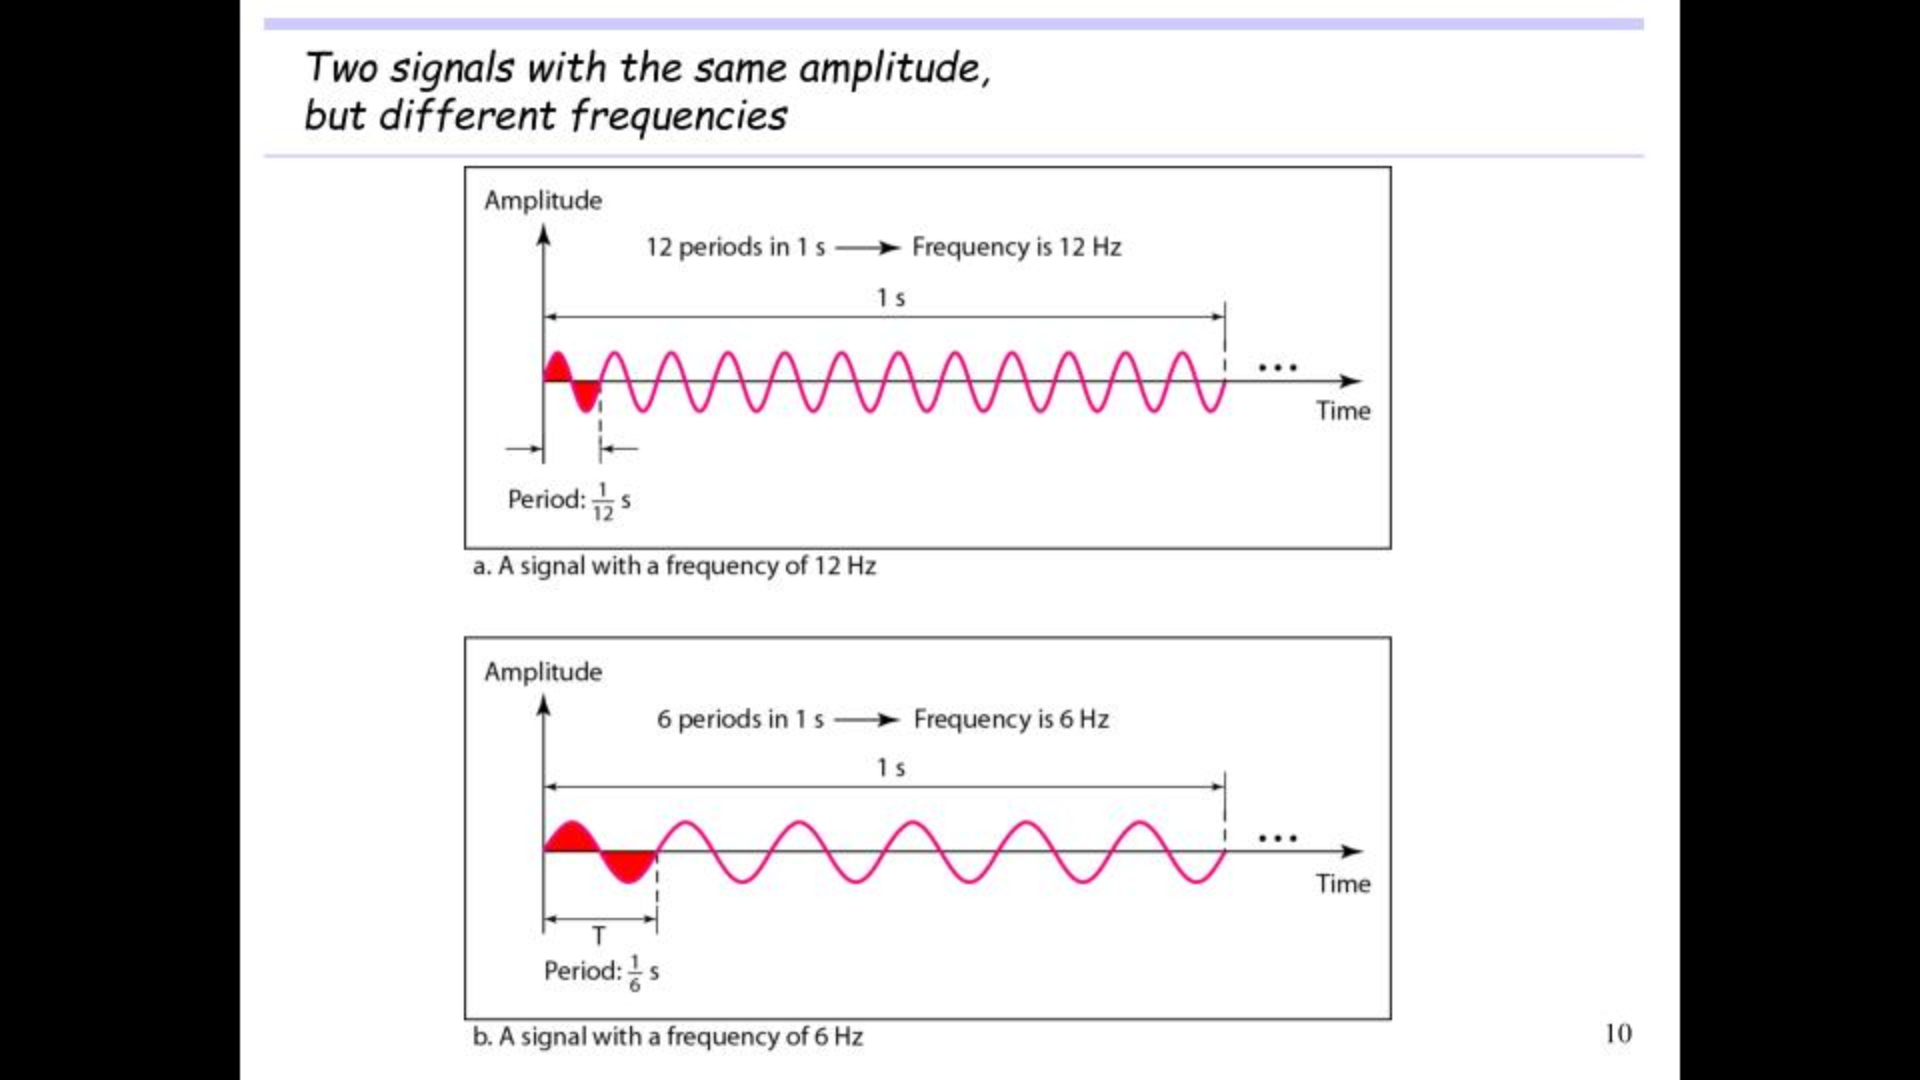 Two signals with the same amplitude,
but different frequencies
Amplitude
12 periods in 1 s → Frequency is 12 Hz
1 s
...
Time
Period: 1/12 s
a. A signal with a frequency of 12 Hz
Amplitude
6 periods in 1 s → Frequency is 6 Hz
1 s
...
Time
T
Period: 1/6 s
b. A signal with a frequency of 6 Hz
10